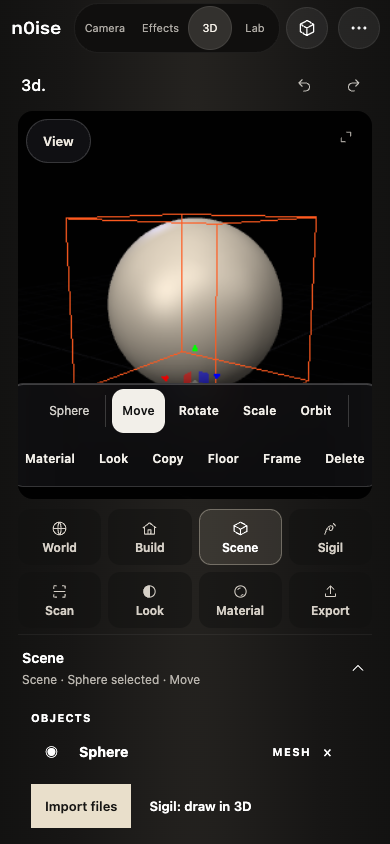 n0ise
Camera Effects 3D Lab
3d.
View
Sphere Move Rotate Scale Orbit
Material Look Copy Floor Frame Delete
World Build Scene Sigil
Scan Look Material Export
Scene
Scene · Sphere selected · Move
OBJECTS
Sphere MESH ×
Import files Sigil: draw in 3D